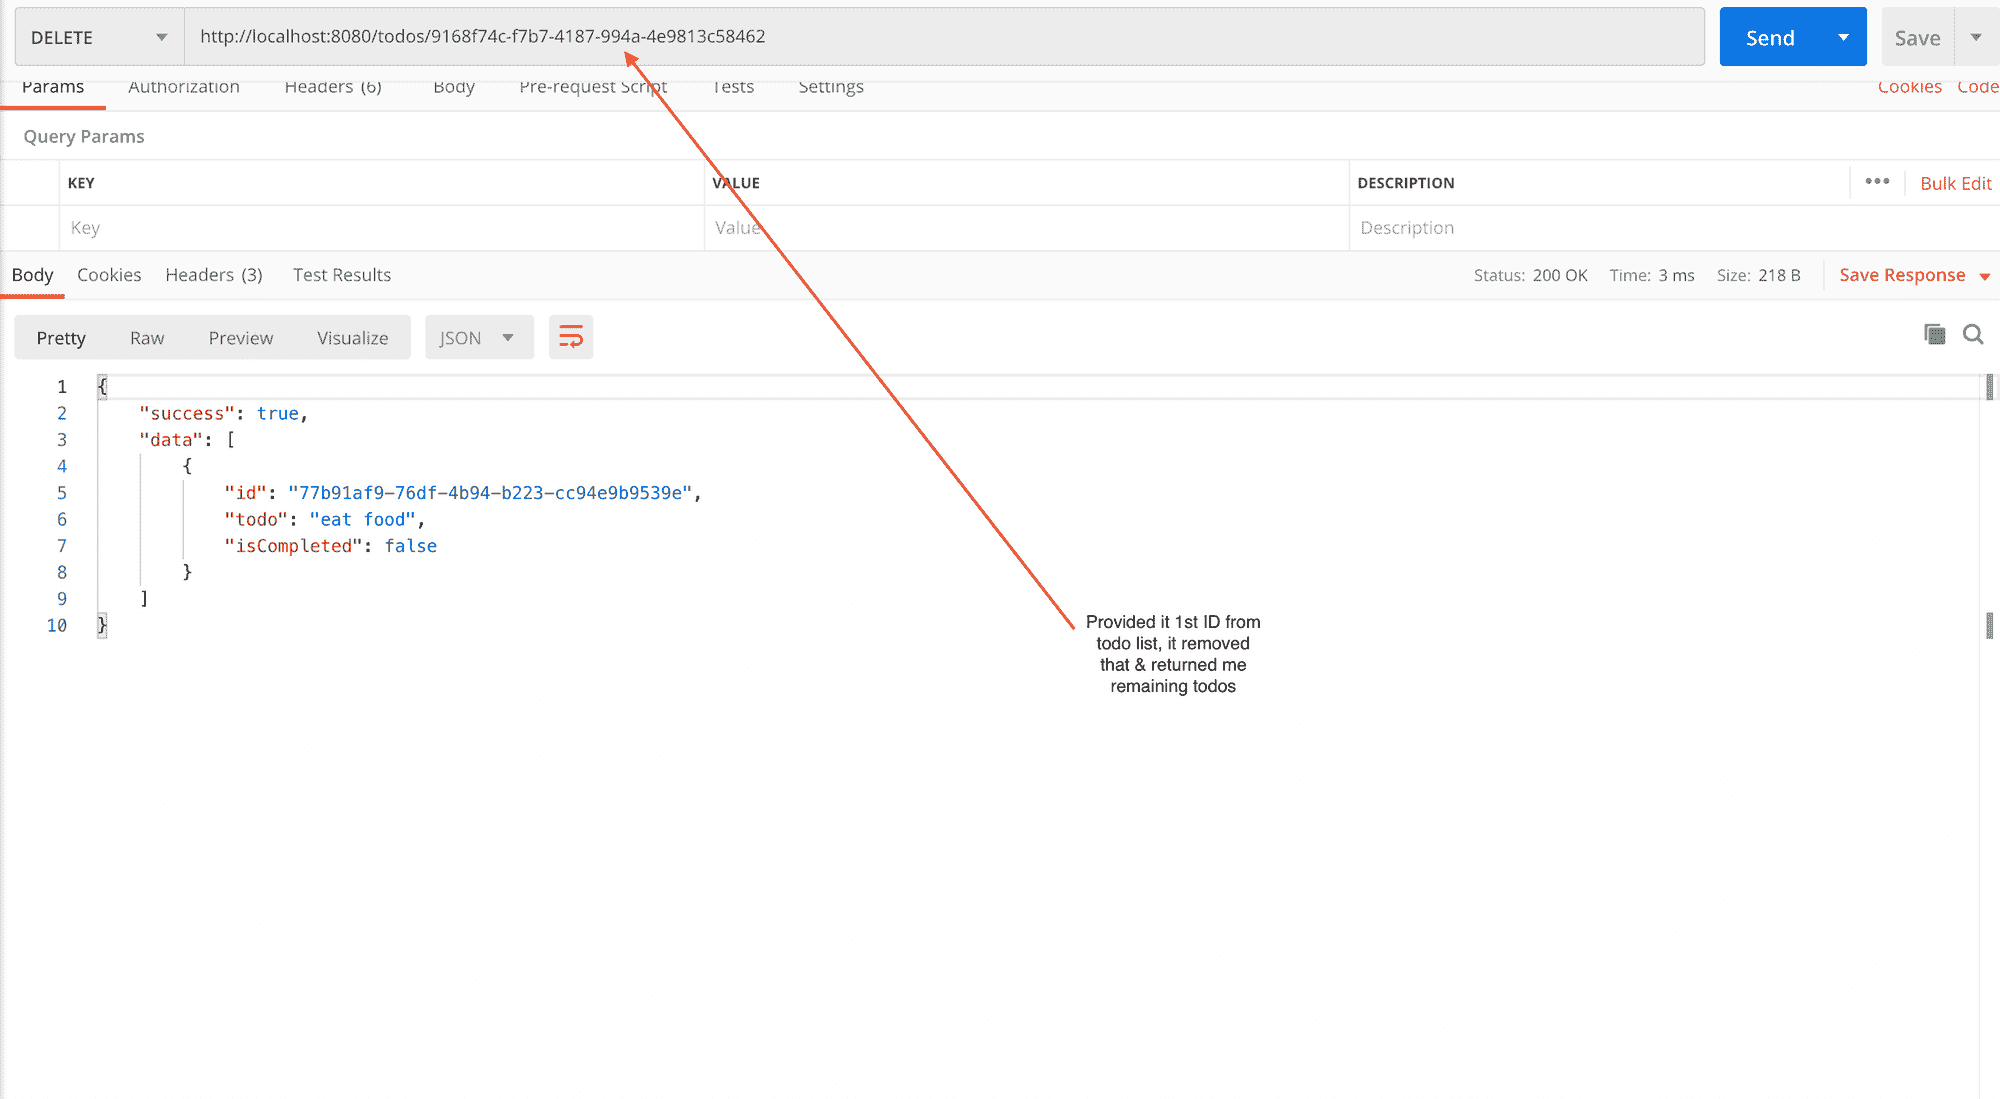 DELETE http://localhost:8080/todos/9168f74c-f7b7-4187-994a-4e9813c58462 Send Save
Params Authorization Headers (6) Body Pre-request Script Tests Settings Cookies Code
Query Params
KEY VALUE DESCRIPTION ••• Bulk Edit
Key Value Description
Body Cookies Headers (3) Test Results Status: 200 OK Time: 3 ms Size: 218 B Save Response
Pretty Raw Preview Visualize JSON
1 {
2 "success": true,
3 "data": [
4 {
5 "id": "77b91af9-76df-4b94-b223-cc94e9b9539e",
6 "todo": "eat food",
7 "isCompleted": false
8 }
9 ]
10 }
Provided it 1st ID from
todo list, it removed
that & returned me
remaining todos